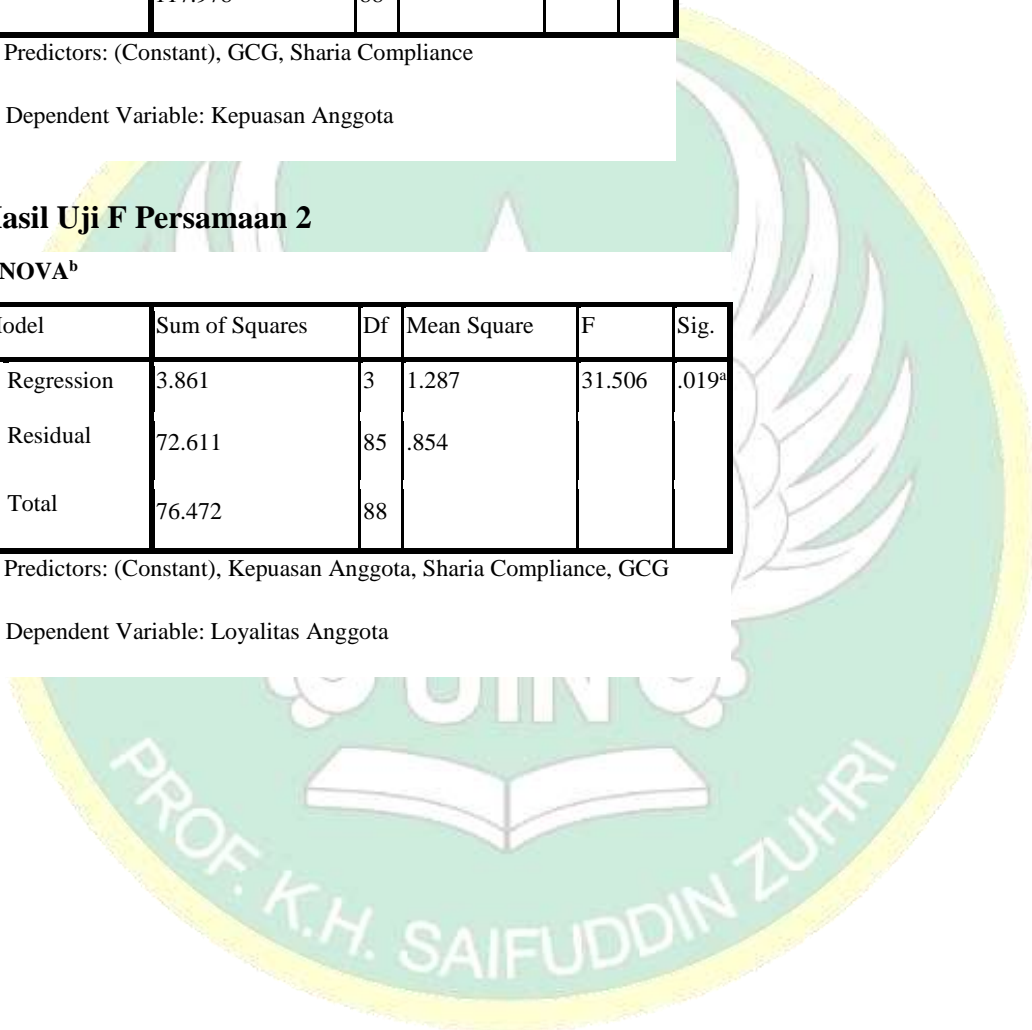 Predictors: (Constant), GCG, Sharia Compliance
Dependent Variable: Kepuasan Anggota
asil Uji F Persamaan 2
NOVAb
odel Sum of Squares Df Mean Square F Sig.
Regression 3.861 3 1.287 31.506 .019a
Residual 72.611 85 .854
Total 76.472 88
Predictors: (Constant), Kepuasan Anggota, Sharia Compliance, GCG
Dependent Variable: Loyalitas Anggota
UIN
PROF. K.H. SAIFUDDIN ZUHRI